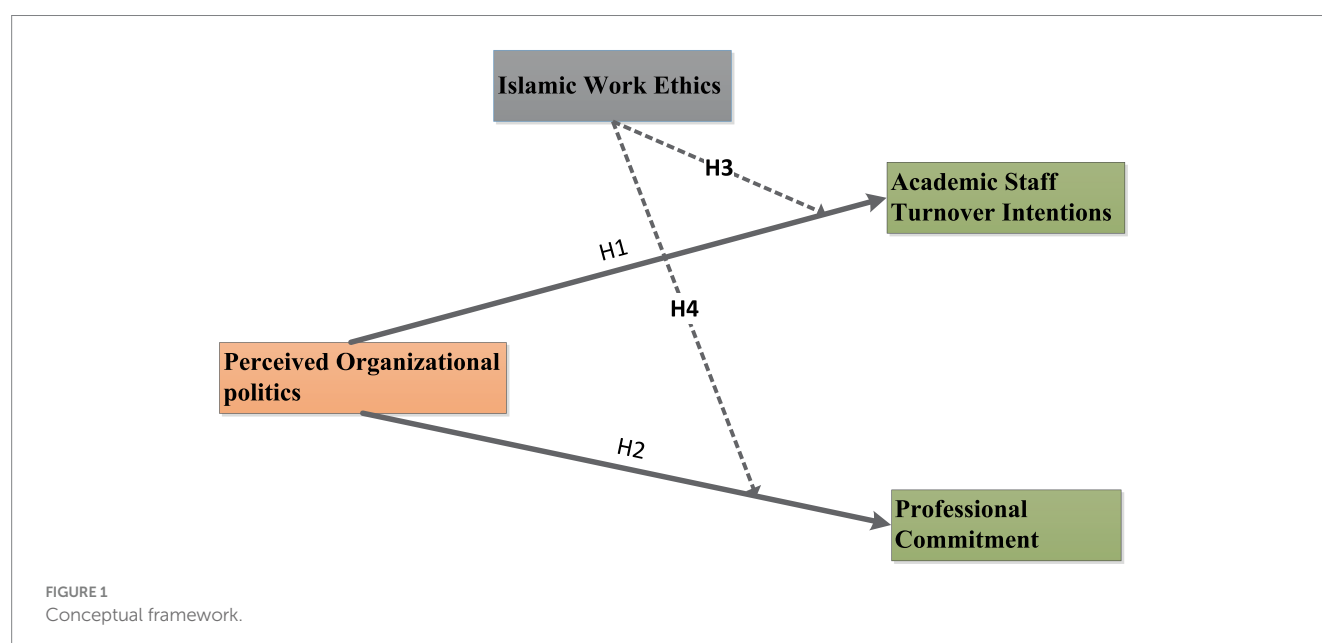 Islamic Work Ethics
H3
Academic Staff
Turnover Intentions
H1
H4
Perceived Organizational
politics
H2
Professional
Commitment
FIGURE 1
Conceptual framework.